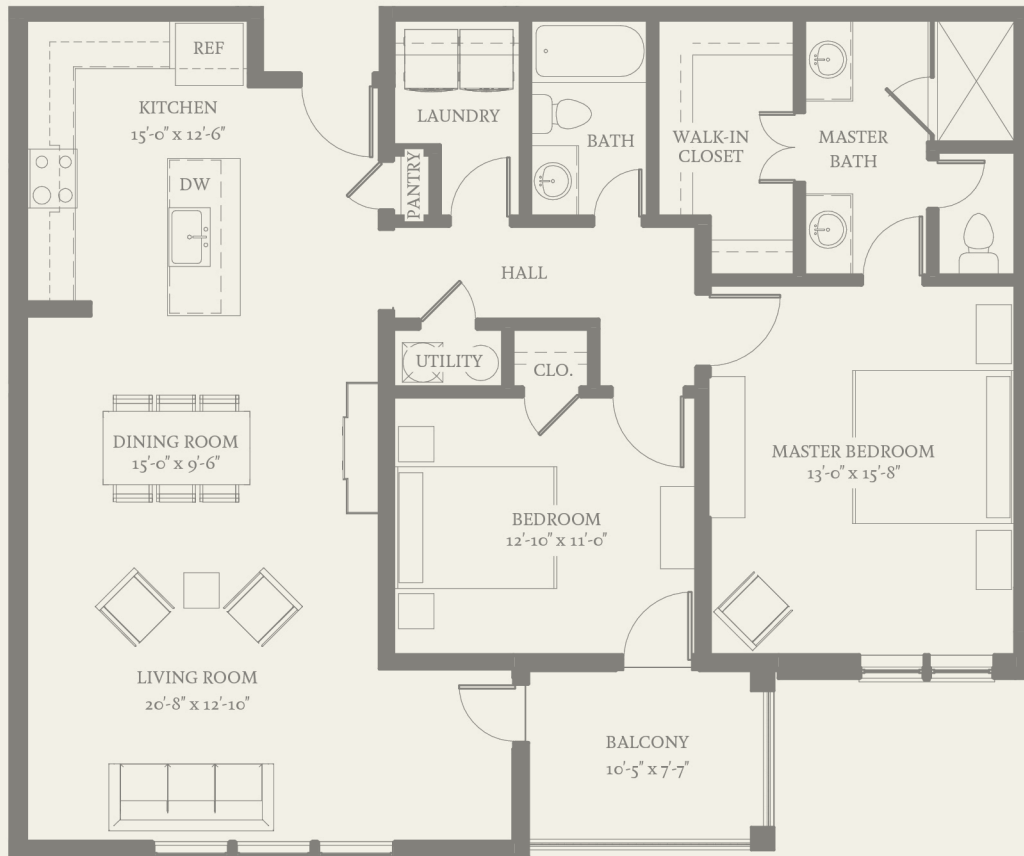 REF
KITCHEN
15'-0" x 12'-6"
DW
LAUNDRY
PANTRY
BATH
WALK-IN
CLOSET
MASTER
BATH
HALL
UTILITY
CLO.
DINING ROOM
15'-0" x 9'-6"
BEDROOM
12'-10" x 11'-0"
MASTER BEDROOM
13'-0" x 15'-8"
LIVING ROOM
20'-8" x 12'-10"
BALCONY
10'-5" x 7'-7"